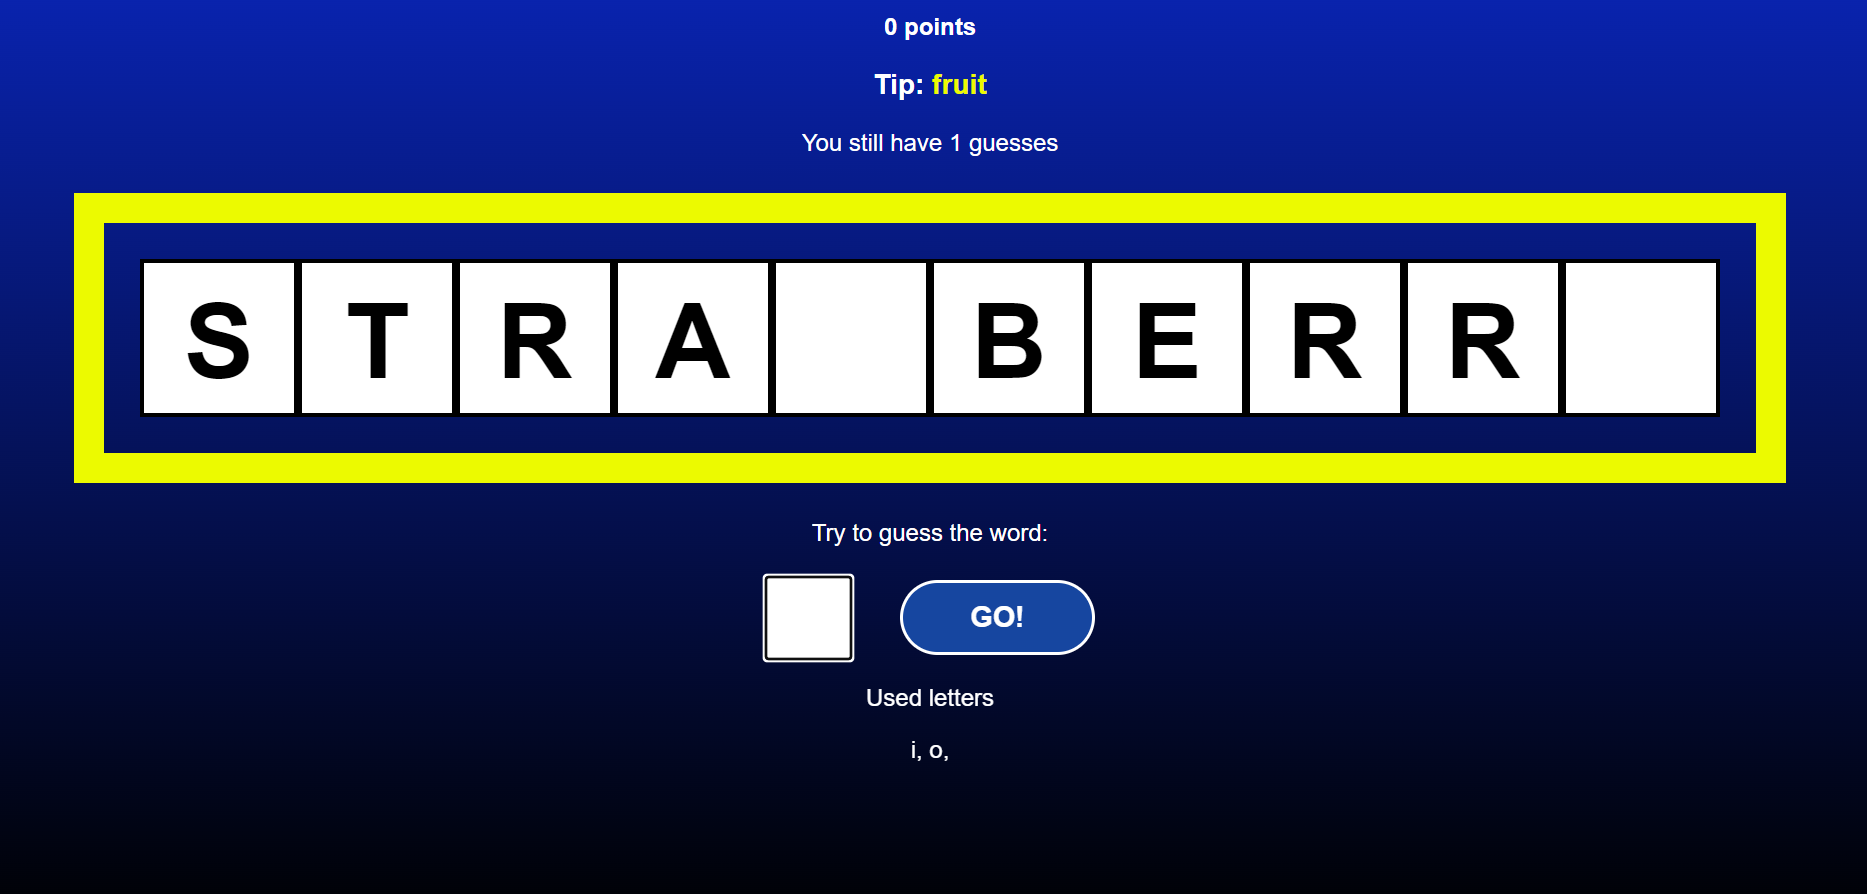 0 points
Tip: fruit
You still have 1 guesses
S T R A B E R R
Try to guess the word:
GO!
Used letters
i, o,